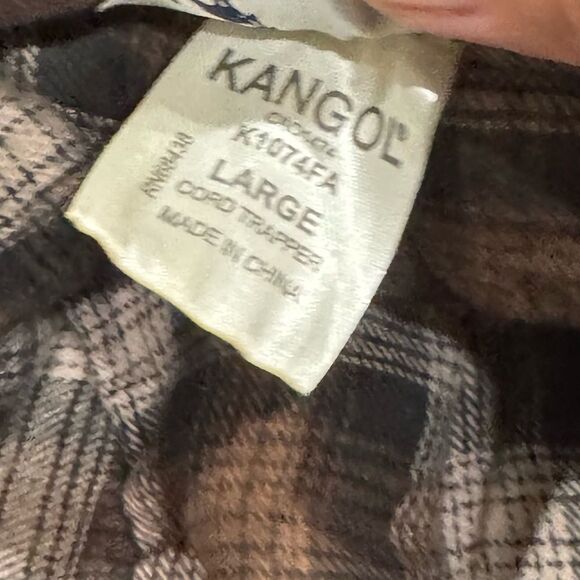 KANGOL
K1074FA
LARGE
CORD TRAPPER
MADE IN CHINA